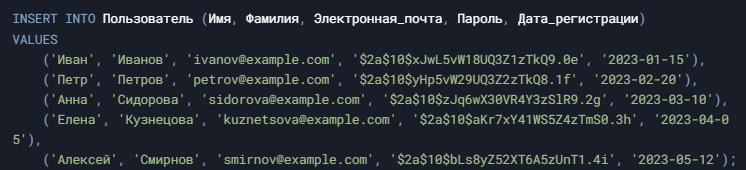 INSERT INTO Пользователь (Имя, Фамилия, Электронная_почта, Пароль, Дата_регистрации)
VALUES
('Иван', 'Иванов', 'ivanov@example.com', '$2a$10$xJwL5vW18UQ3Z1zTkQ9.0e', '2023-01-15'),
('Петр', 'Петров', 'petrov@example.com', '$2a$10$yHp5vW29UQ3Z2zTkQ8.1f', '2023-02-20'),
('Анна', 'Сидорова', 'sidorova@example.com', '$2a$10$zJq6wX30VR4Y3zSlR9.2g', '2023-03-10'),
('Елена', 'Кузнецова', 'kuznetsova@example.com', '$2a$10$aKr7xY41WS5Z4zTmS0.3h', '2023-04-0
5'),
('Алексей', 'Смирнов', 'smirnov@example.com', '$2a$10$bLs8yZ52XT6A5zUnT1.4i', '2023-05-12');